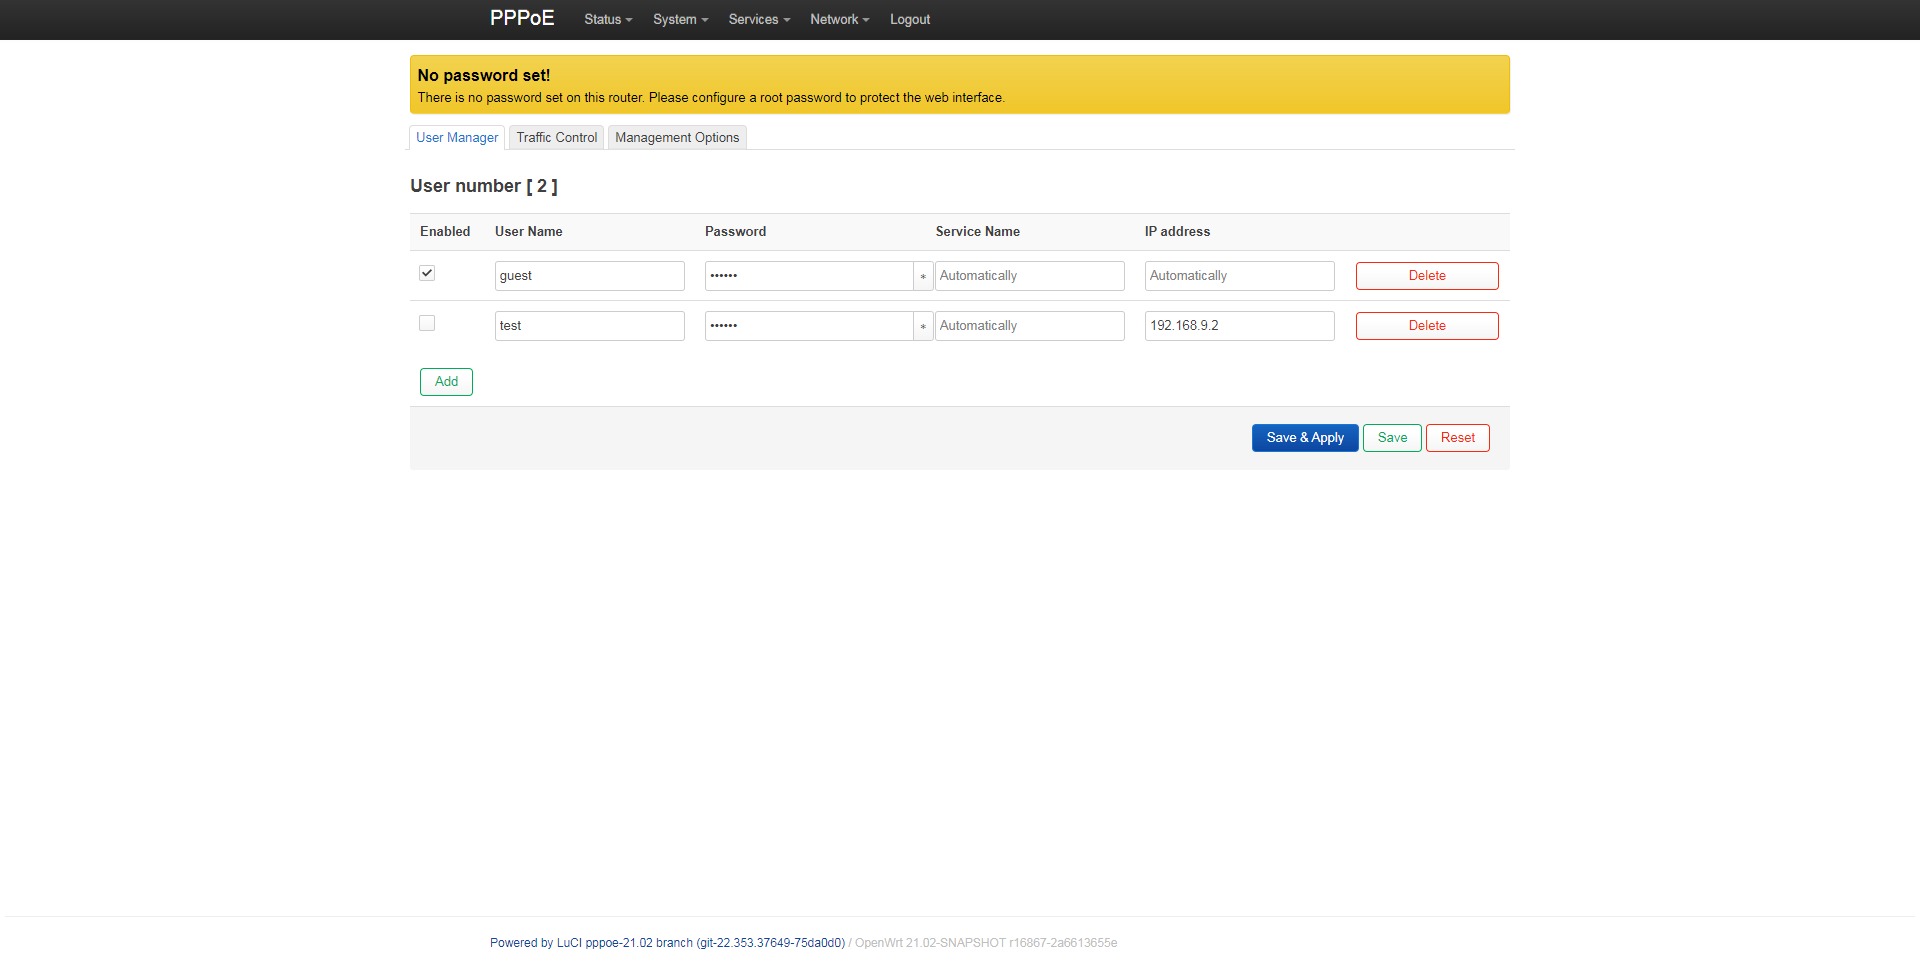 PPPoE Status System Services Network Logout
No password set!
There is no password set on this router. Please configure a root password to protect the web interface.
User Manager Traffic Control Management Options
User number [ 2 ]
Enabled User Name Password Service Name IP address
guest •••••• * Automatically Automatically Delete
test •••••• * Automatically 192.168.9.2 Delete
Add
Save & Apply Save Reset
Powered by LuCI pppoe-21.02 branch (git-22.353.37649-75da0d0) / OpenWrt 21.02-SNAPSHOT r16867-2a6613655e